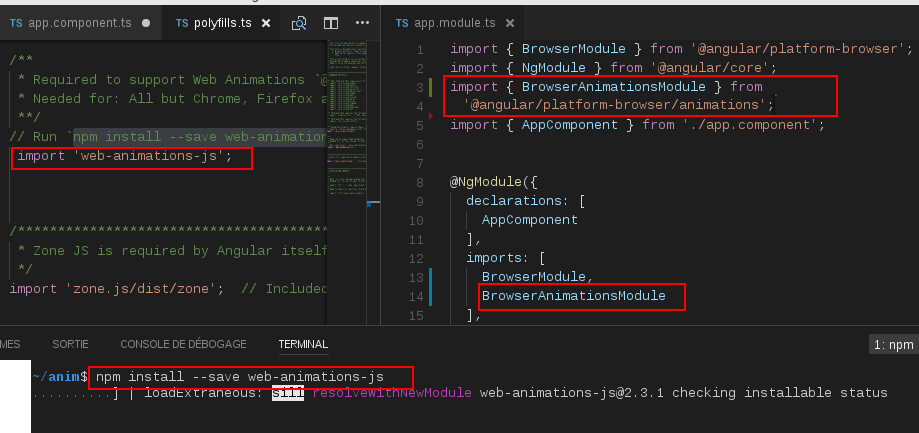 TS app.component.ts
TS polyfills.ts
TS app.module.ts
/**
* Required to support Web Animations `@
* Needed for: All but Chrome, Firefox a
**/
// Run `npm install --save web-animation
import 'web-animations-js';
/****************************************
* Zone JS is required by Angular itself
*/
import 'zone.js/dist/zone';  // Included
1 import { BrowserModule } from '@angular/platform-browser';
2 import { NgModule } from '@angular/core';
3 import { BrowserAnimationsModule } from
4 '@angular/platform-browser/animations';
5 import { AppComponent } from './app.component';
6
7
8 @NgModule({
9 declarations: [
10 AppComponent
11 ],
12 imports: [
13 BrowserModule,
14 BrowserAnimationsModule
15 ],
MES SORTIE CONSOLE DE DÉBOGAGE TERMINAL 1: npm
~/anim$ npm install --save web-animations-js
..........] | loadExtraneous: sill resolveWithNewModule web-animations-js@2.3.1 checking installable status